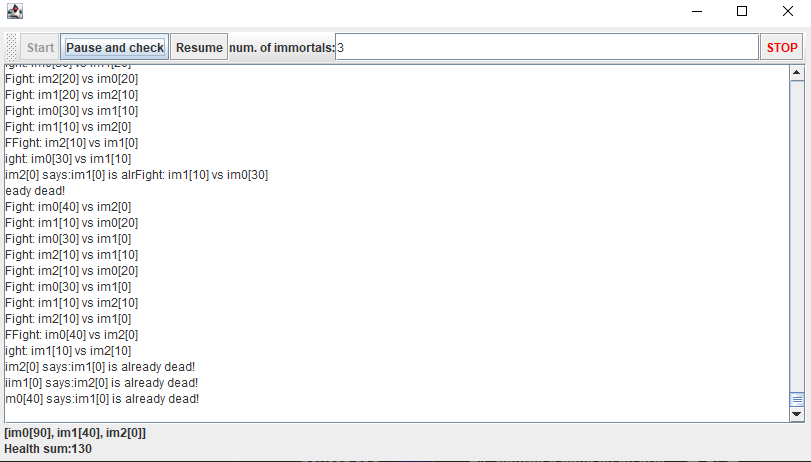 Start Pause and check Resume num. of immortals: 3 STOP
Fight: im2[20] vs im0[20]
Fight: im1[20] vs im2[10]
Fight: im0[30] vs im1[10]
Fight: im1[10] vs im2[0]
FFight: im2[10] vs im1[0]
ight: im0[30] vs im1[10]
im2[0] says:im1[0] is alrFight: im1[10] vs im0[30]
eady dead!
Fight: im0[40] vs im2[0]
Fight: im1[10] vs im0[20]
Fight: im0[30] vs im1[0]
Fight: im2[10] vs im1[10]
Fight: im2[10] vs im0[20]
Fight: im0[30] vs im1[0]
Fight: im1[10] vs im2[10]
Fight: im2[10] vs im1[0]
FFight: im0[40] vs im2[0]
ight: im1[10] vs im2[10]
im2[0] says:im1[0] is already dead!
iim1[0] says:im2[0] is already dead!
m0[40] says:im1[0] is already dead!
[im0[90], im1[40], im2[0]]
Health sum:130